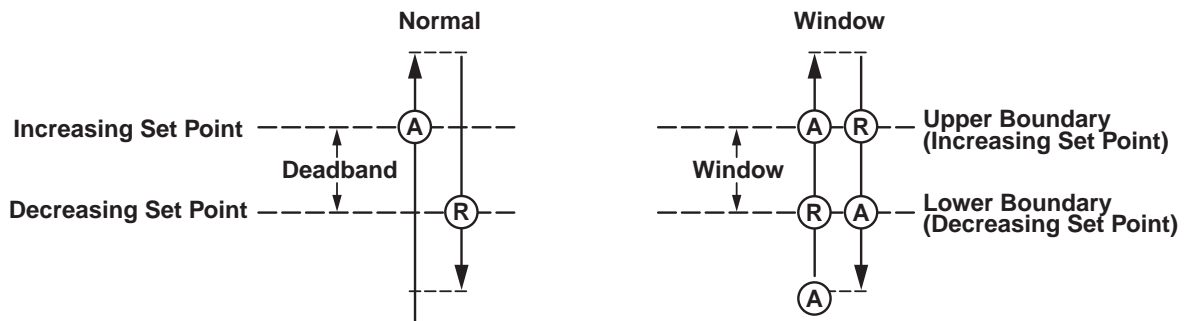 Normal
Window
Increasing Set Point
A
A
R
Upper Boundary
(Increasing Set Point)
Deadband
Window
Decreasing Set Point
R
R
A
Lower Boundary
(Decreasing Set Point)
A